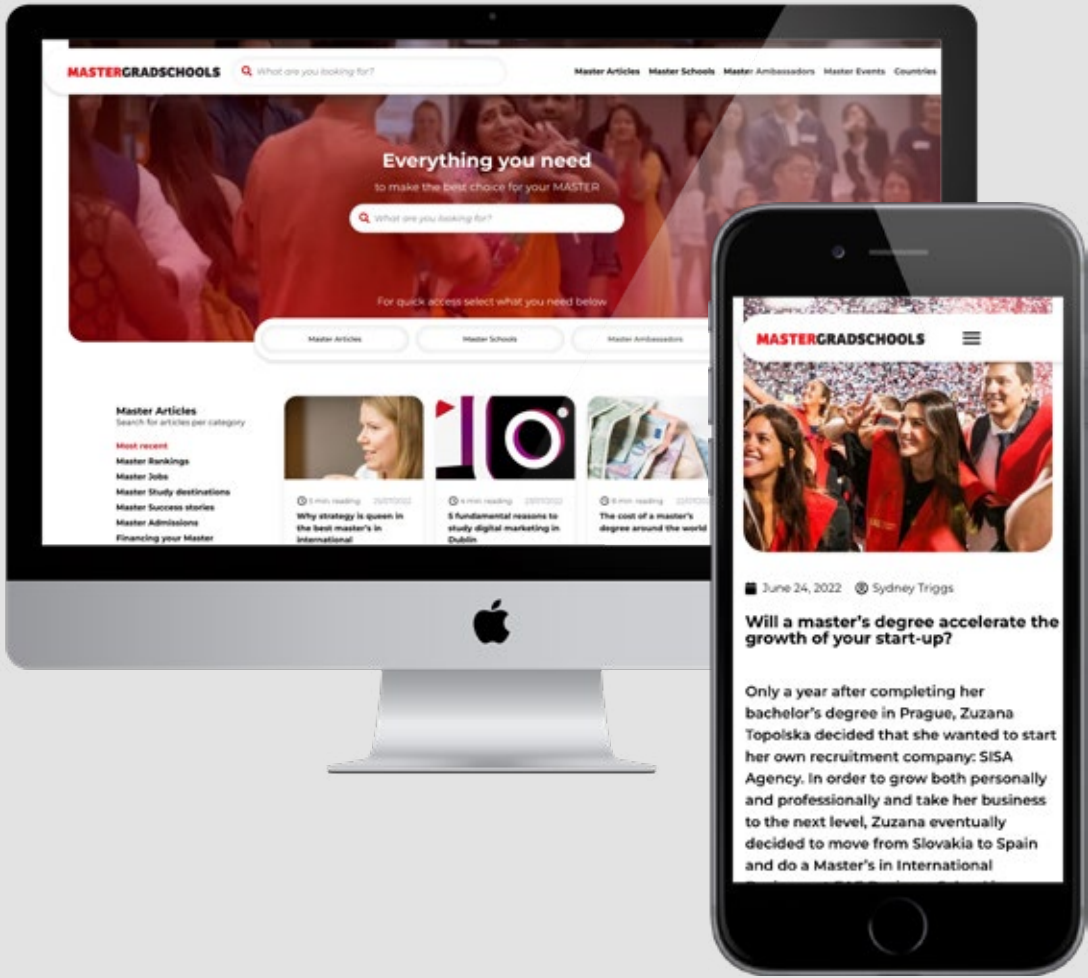 MASTERGRADSCHOOLS
What are you looking for?
Master Articles Master Schools Master Ambassadors Master Events Countries
Everything you need
to make the best choice for your MASTER
What are you looking for?
For quick access select what you need below
Master Articles Master Schools Master Ambassadors
Master Articles
Search for articles per category
Most recent
Master Rankings
Master Jobs
Master Study destinations
Master Success stories
Master Admissions
Financing your Master
5 min. reading
Why strategy is queen in
the best master's in
international
min. reading
5 fundamental reasons to
study digital marketing in
Dublin
min. reading
The cost of a master's
degree around the world
MASTERGRADSCHOOLS
June 24, 2022 Sydney Triggs
Will a master's degree accelerate the
growth of your start-up?
Only a year after completing her
bachelor's degree in Prague, Zuzana
Topolska decided that she wanted to start
her own recruitment company: SISA
Agency. In order to grow both personally
and professionally and take her business
to the next level, Zuzana eventually
decided to move from Slovakia to Spain
and do a Master's in International